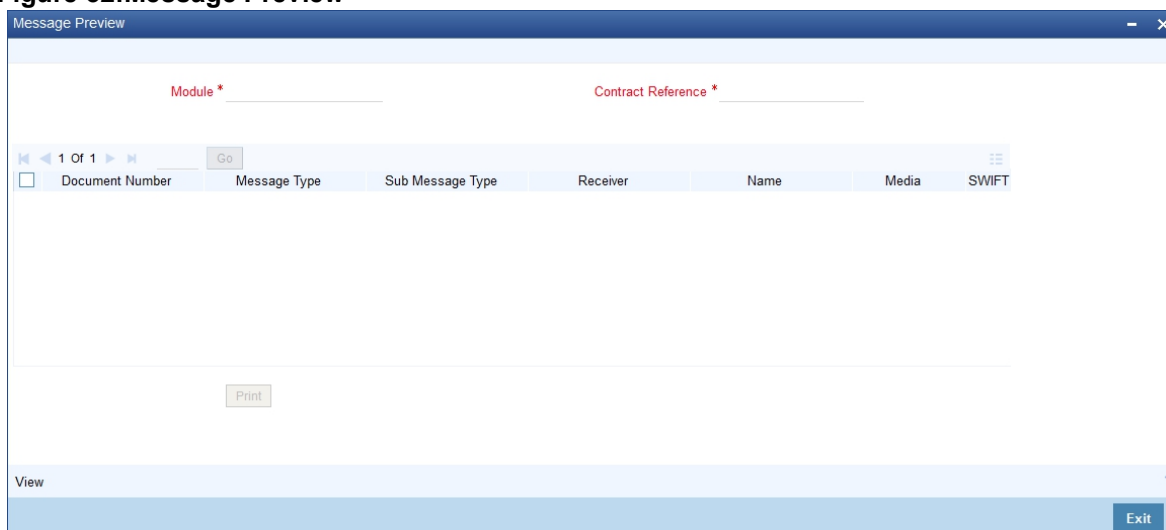 Message Preview
Module * Contract Reference *
1 Of 1 Go
Document Number Message Type Sub Message Type Receiver Name Media SWIFT
Print
View
Exit